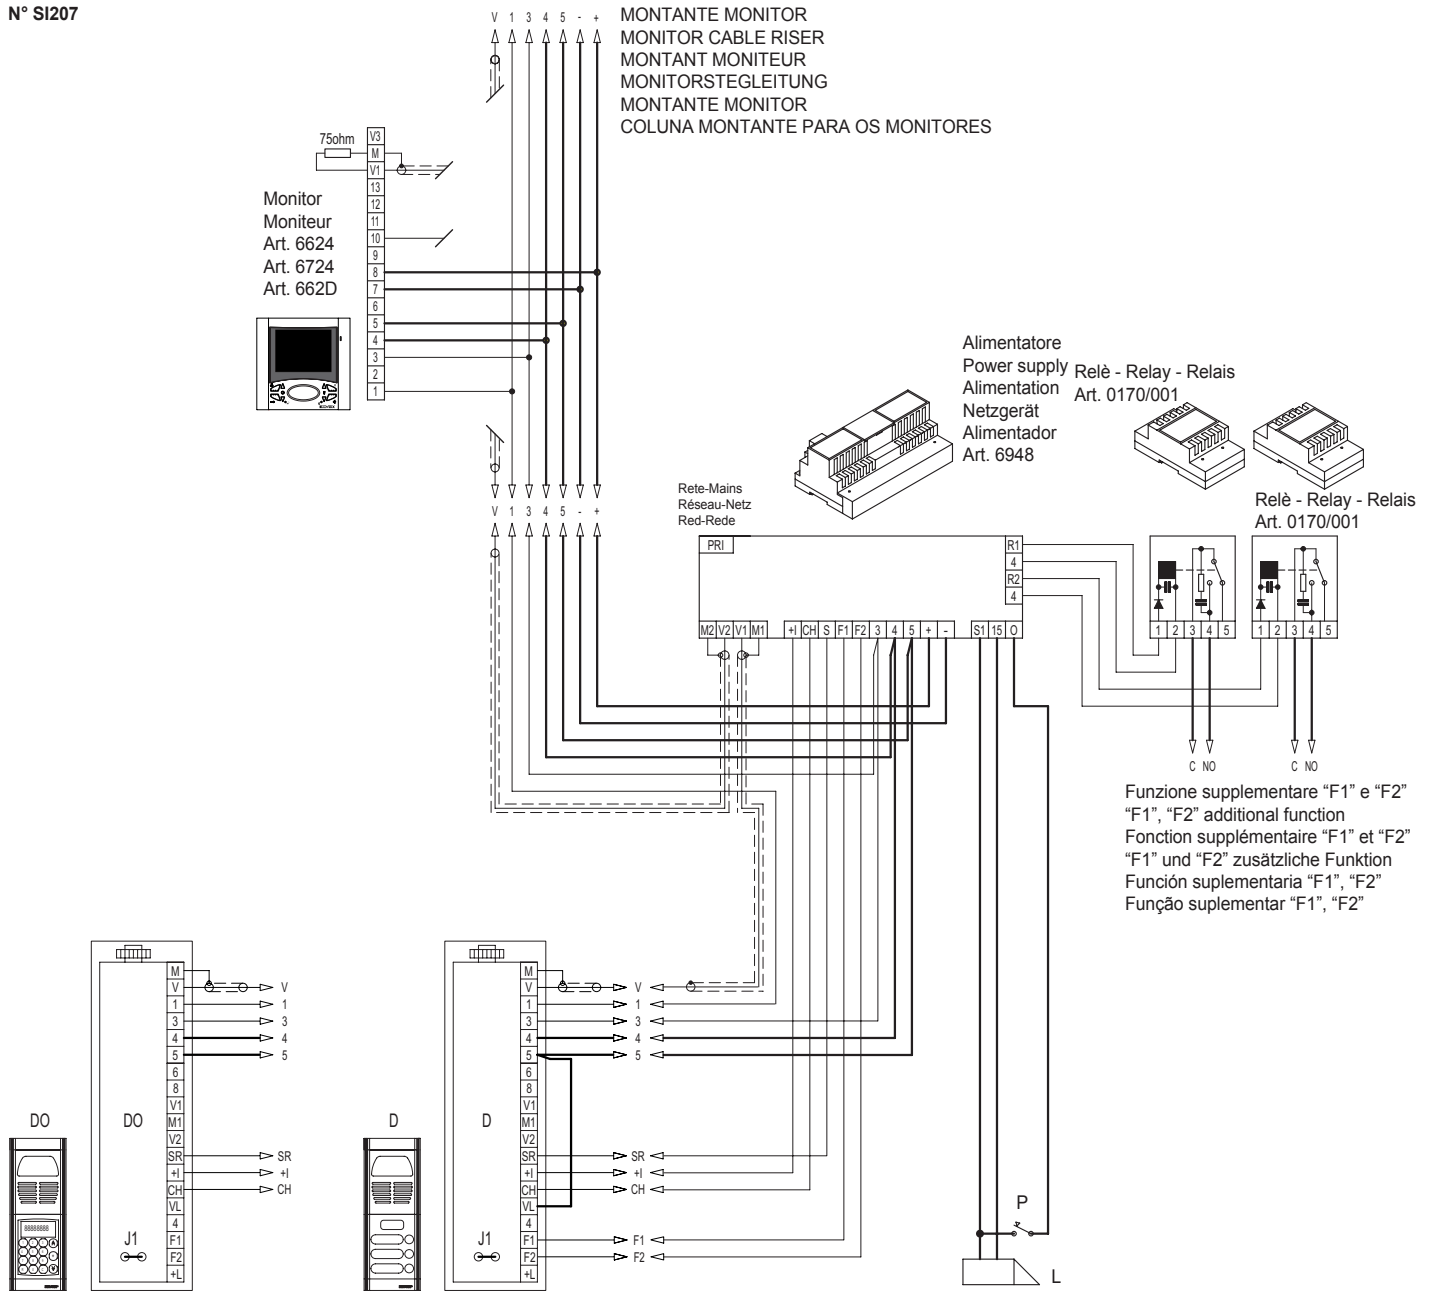 N° SI207
V 1 3 4 5 - +
MONTANTE MONITOR
MONITOR CABLE RISER
MONTANT MONITEUR
MONITORSTEGLEITUNG
MONTANTE MONITOR
COLUNA MONTANTE PARA OS MONITORES
75ohm
V3
M
V1
13
12
11
10
9
8
7
6
5
4
3
2
1
Monitor
Moniteur
Art. 6624
Art. 6724
Art. 662D
V 1 3 4 5 - +
Alimentatore
Power supply
Alimentation
Netzgerät
Alimentador
Art. 6948
Relè - Relay - Relais
Art. 0170/001
Relè - Relay - Relais
Art. 0170/001
Rete-Mains
Réseau-Netz
Red-Rede
PRI
R1
4
R2
4
M2 V2 V1 M1 +I CH S F1 F2 3 4 5 + - S1 15 O
1 2 3 4 5
1 2 3 4 5
C NO
C NO
Funzione supplementare “F1” e “F2”
“F1”, “F2” additional function
Fonction supplémentaire “F1” et “F2”
“F1” und “F2” zusätzliche Funktion
Función suplementaria “F1”, “F2”
Função suplementar “F1”, “F2”
DO
88888888
DO
J1
M
V
1
3
4
5
6
8
V1
M1
V2
SR
+I
CH
VL
4
F1
F2
+L
V
1
3
4
5
SR
+I
CH
D
D
J1
M
V
1
3
4
5
6
8
V1
M1
V2
SR
+I
CH
VL
4
F1
F2
+L
V
1
3
4
5
SR
+I
CH
F1
F2
P
L